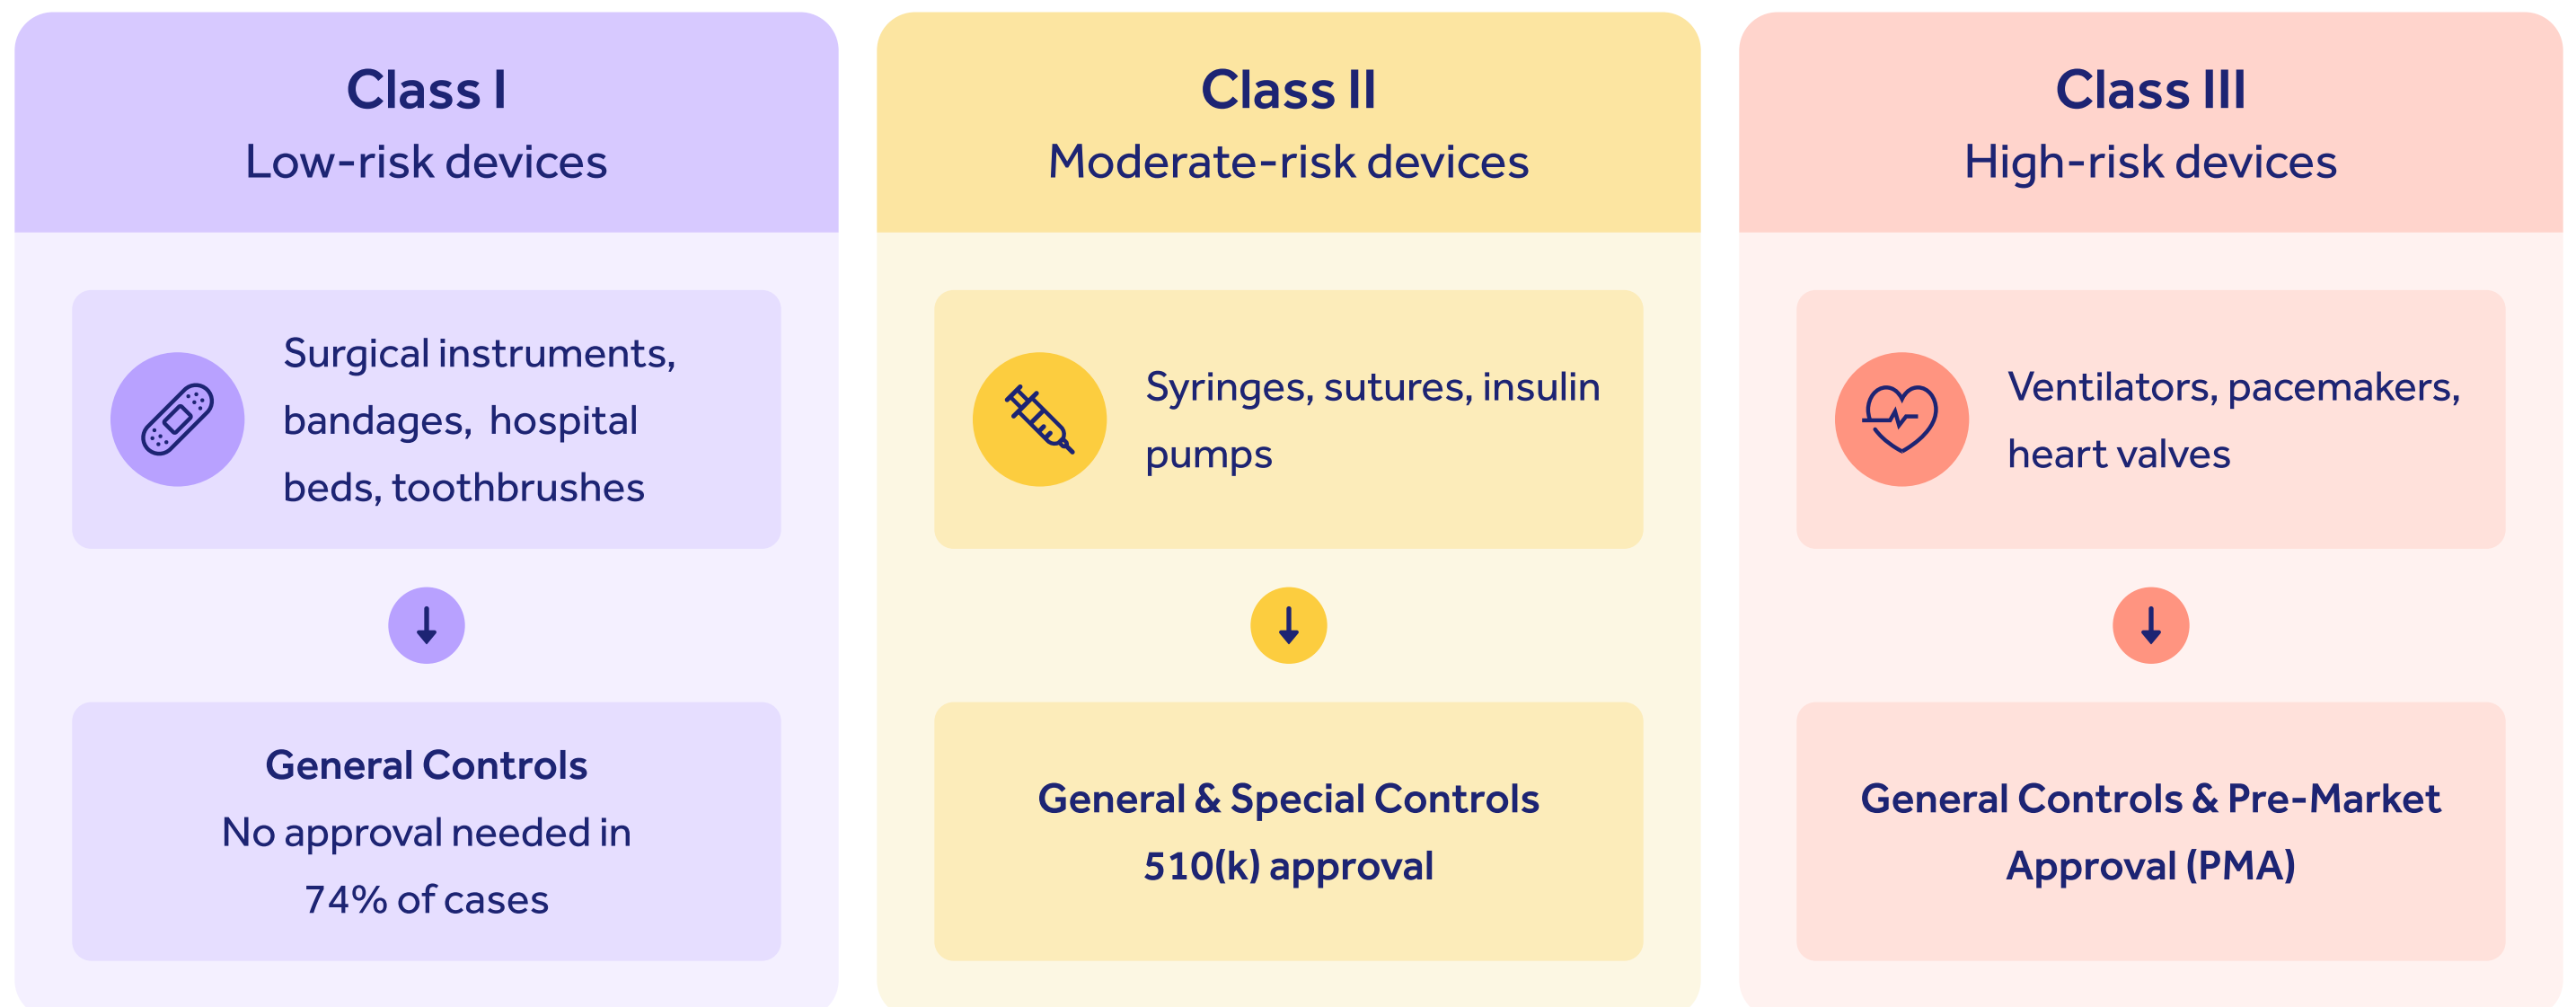 Class I
Low-risk devices
Surgical instruments,
bandages,  hospital
beds, toothbrushes
General Controls
No approval needed in
74% of cases
Class II
Moderate-risk devices
Syringes, sutures, insulin
pumps
General & Special Controls
510(k) approval
Class III
High-risk devices
Ventilators, pacemakers,
heart valves
General Controls & Pre-Market
Approval (PMA)